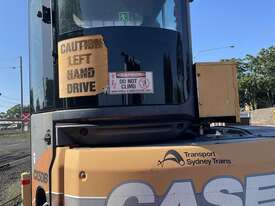 CAUTION
LEFT
HAND
DRIVE
DO NOT
CLIMB
Transport
Sydney Trains
CASE